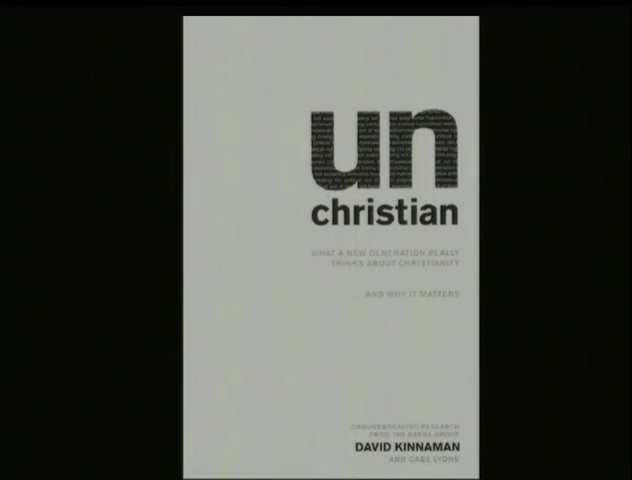 un
christian
WHAT A NEW GENERATION REALLY
THINKS ABOUT CHRISTIANITY
... AND WHY IT MATTERS
GROUNDBREAKING RESEARCH
FROM THE BARNA GROUP
DAVID KINNAMAN
AND GABE LYONS